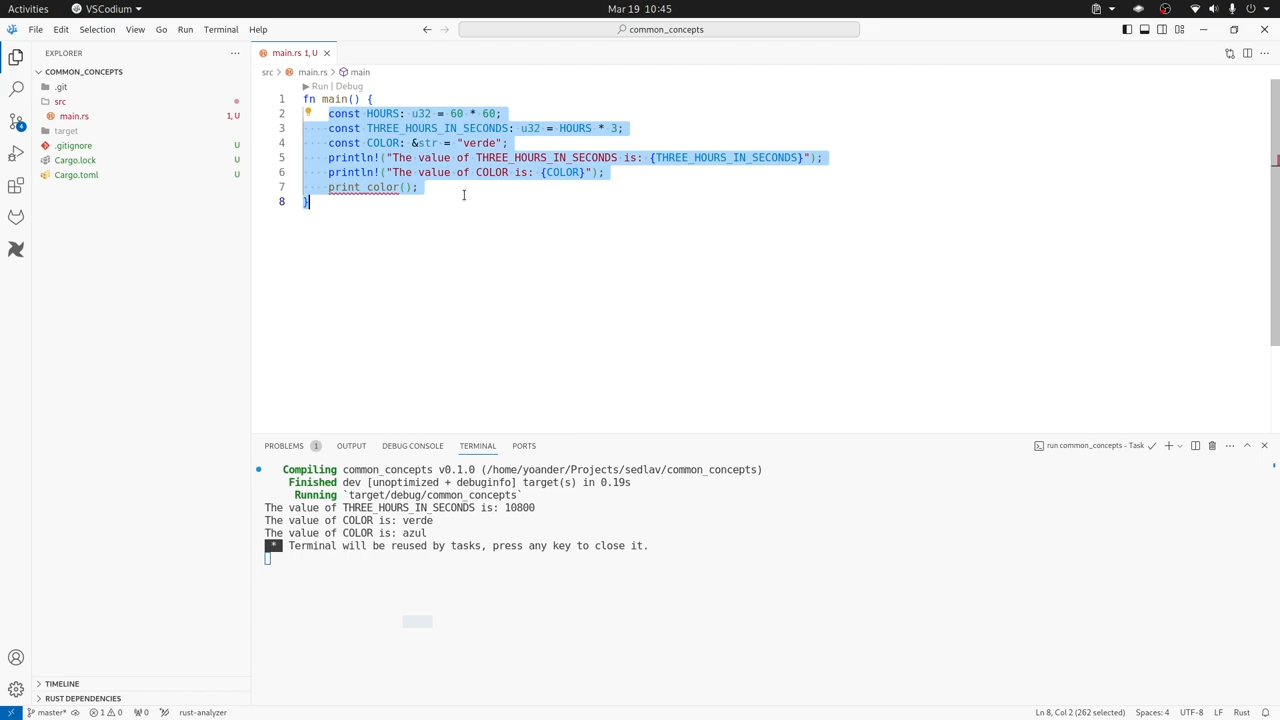 Activities
VSCodium
Mar 19 10:45
File Edit Selection View Go Run Terminal Help
common_concepts
EXPLORER
COMMON_CONCEPTS
.git
src
main.rs 1, U
target
.gitignore U
Cargo.lock U
Cargo.toml U
TIMELINE
RUST DEPENDENCIES
main.rs 1, U
src main.rs main
Run | Debug
1 fn main() {
2 const HOURS: u32 = 60 * 60;
3 const THREE_HOURS_IN_SECONDS: u32 = HOURS * 3;
4 const COLOR: &str = "verde";
5 println!("The value of THREE_HOURS_IN_SECONDS is: {THREE_HOURS_IN_SECONDS}");
6 println!("The value of COLOR is: {COLOR}");
7 print_color();
8 }
4
PROBLEMS 1 OUTPUT DEBUG CONSOLE TERMINAL PORTS
run common_concepts - Task
Compiling common_concepts v0.1.0 (/home/yoander/Projects/sedlav/common_concepts)
Finished dev [unoptimized + debuginfo] target(s) in 0.19s
Running `target/debug/common_concepts`
The value of THREE_HOURS_IN_SECONDS is: 10800
The value of COLOR is: verde
The value of COLOR is: azul
* Terminal will be reused by tasks, press any key to close it.
master* 1 0 0 rust-analyzer
Ln 8, Col 2 (262 selected) Spaces: 4 UTF-8 LF Rust